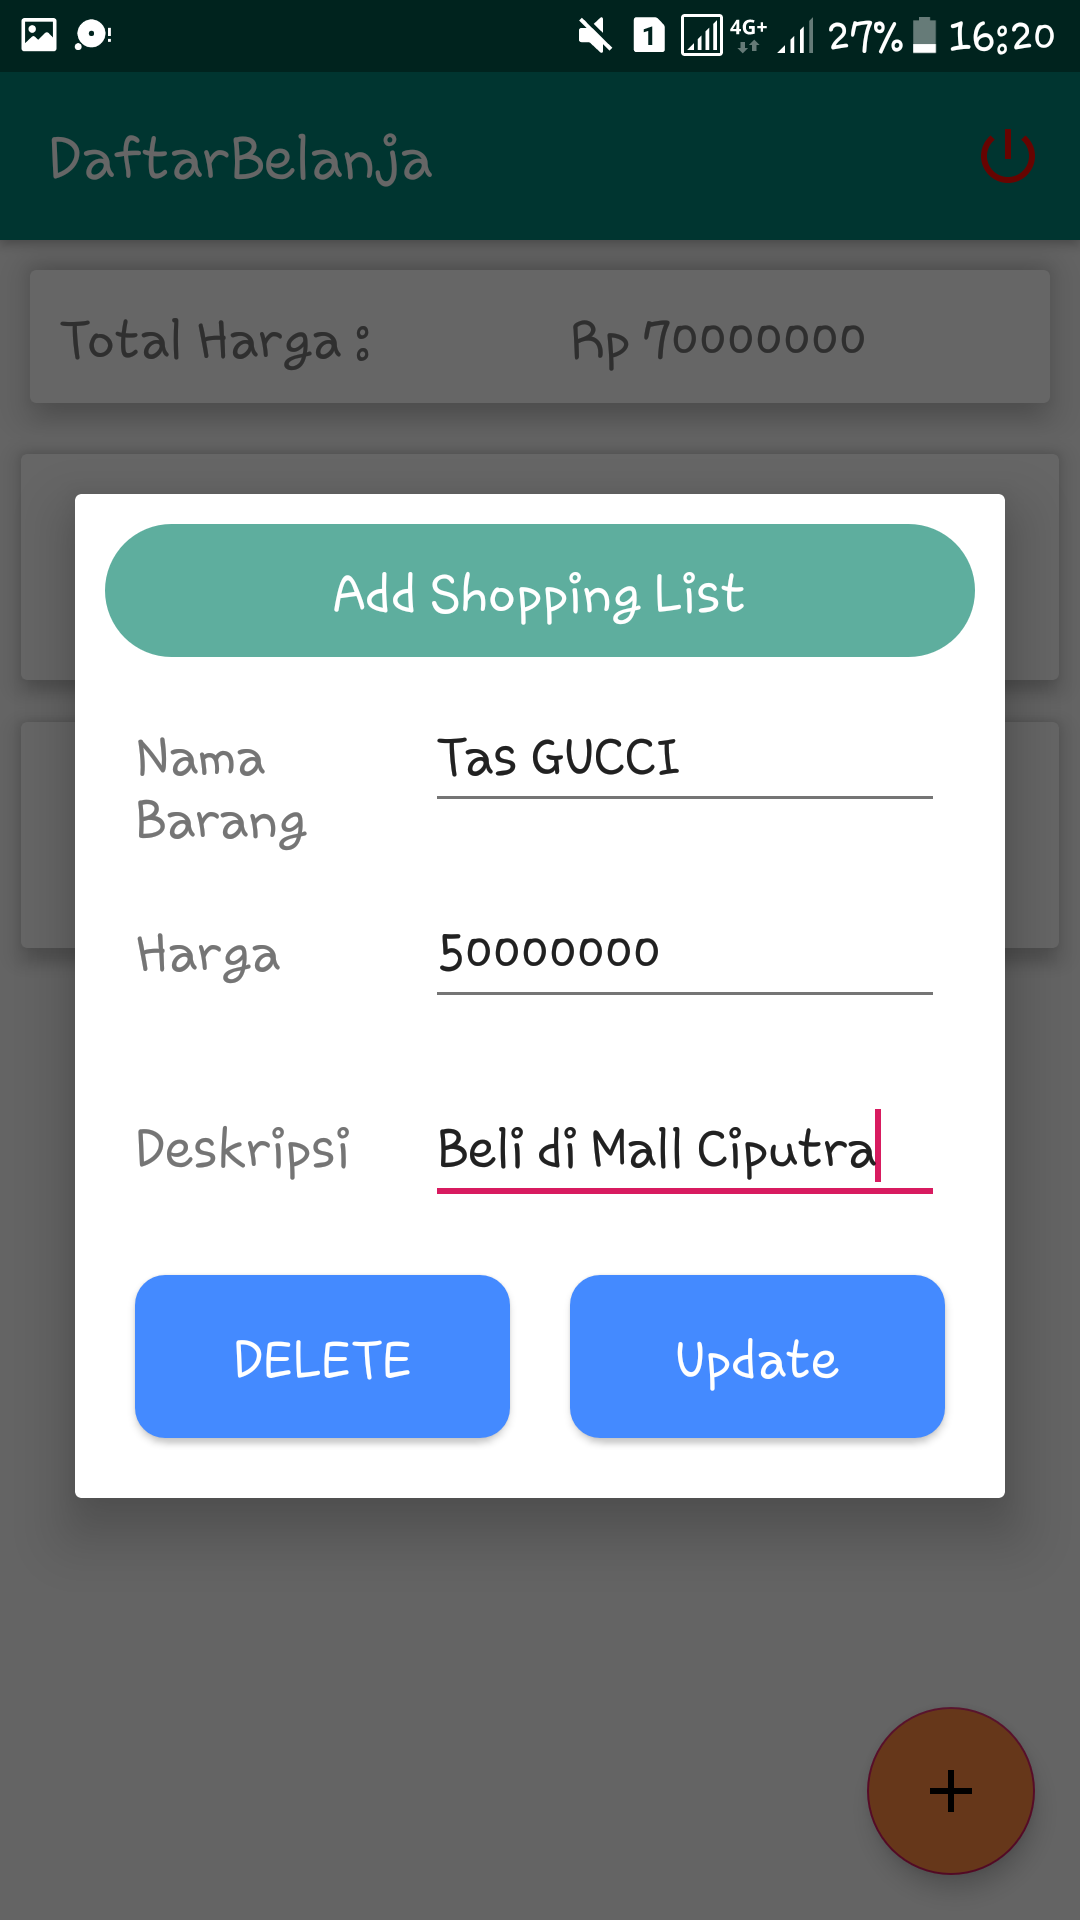 1 4G+ 27% 16:20
DaftarBelanja
Total Harga : Rp 70000000
Add Shopping List
Nama Tas GUCCI
Barang
Harga 50000000
Deskripsi Beli di Mall Ciputra
DELETE Update